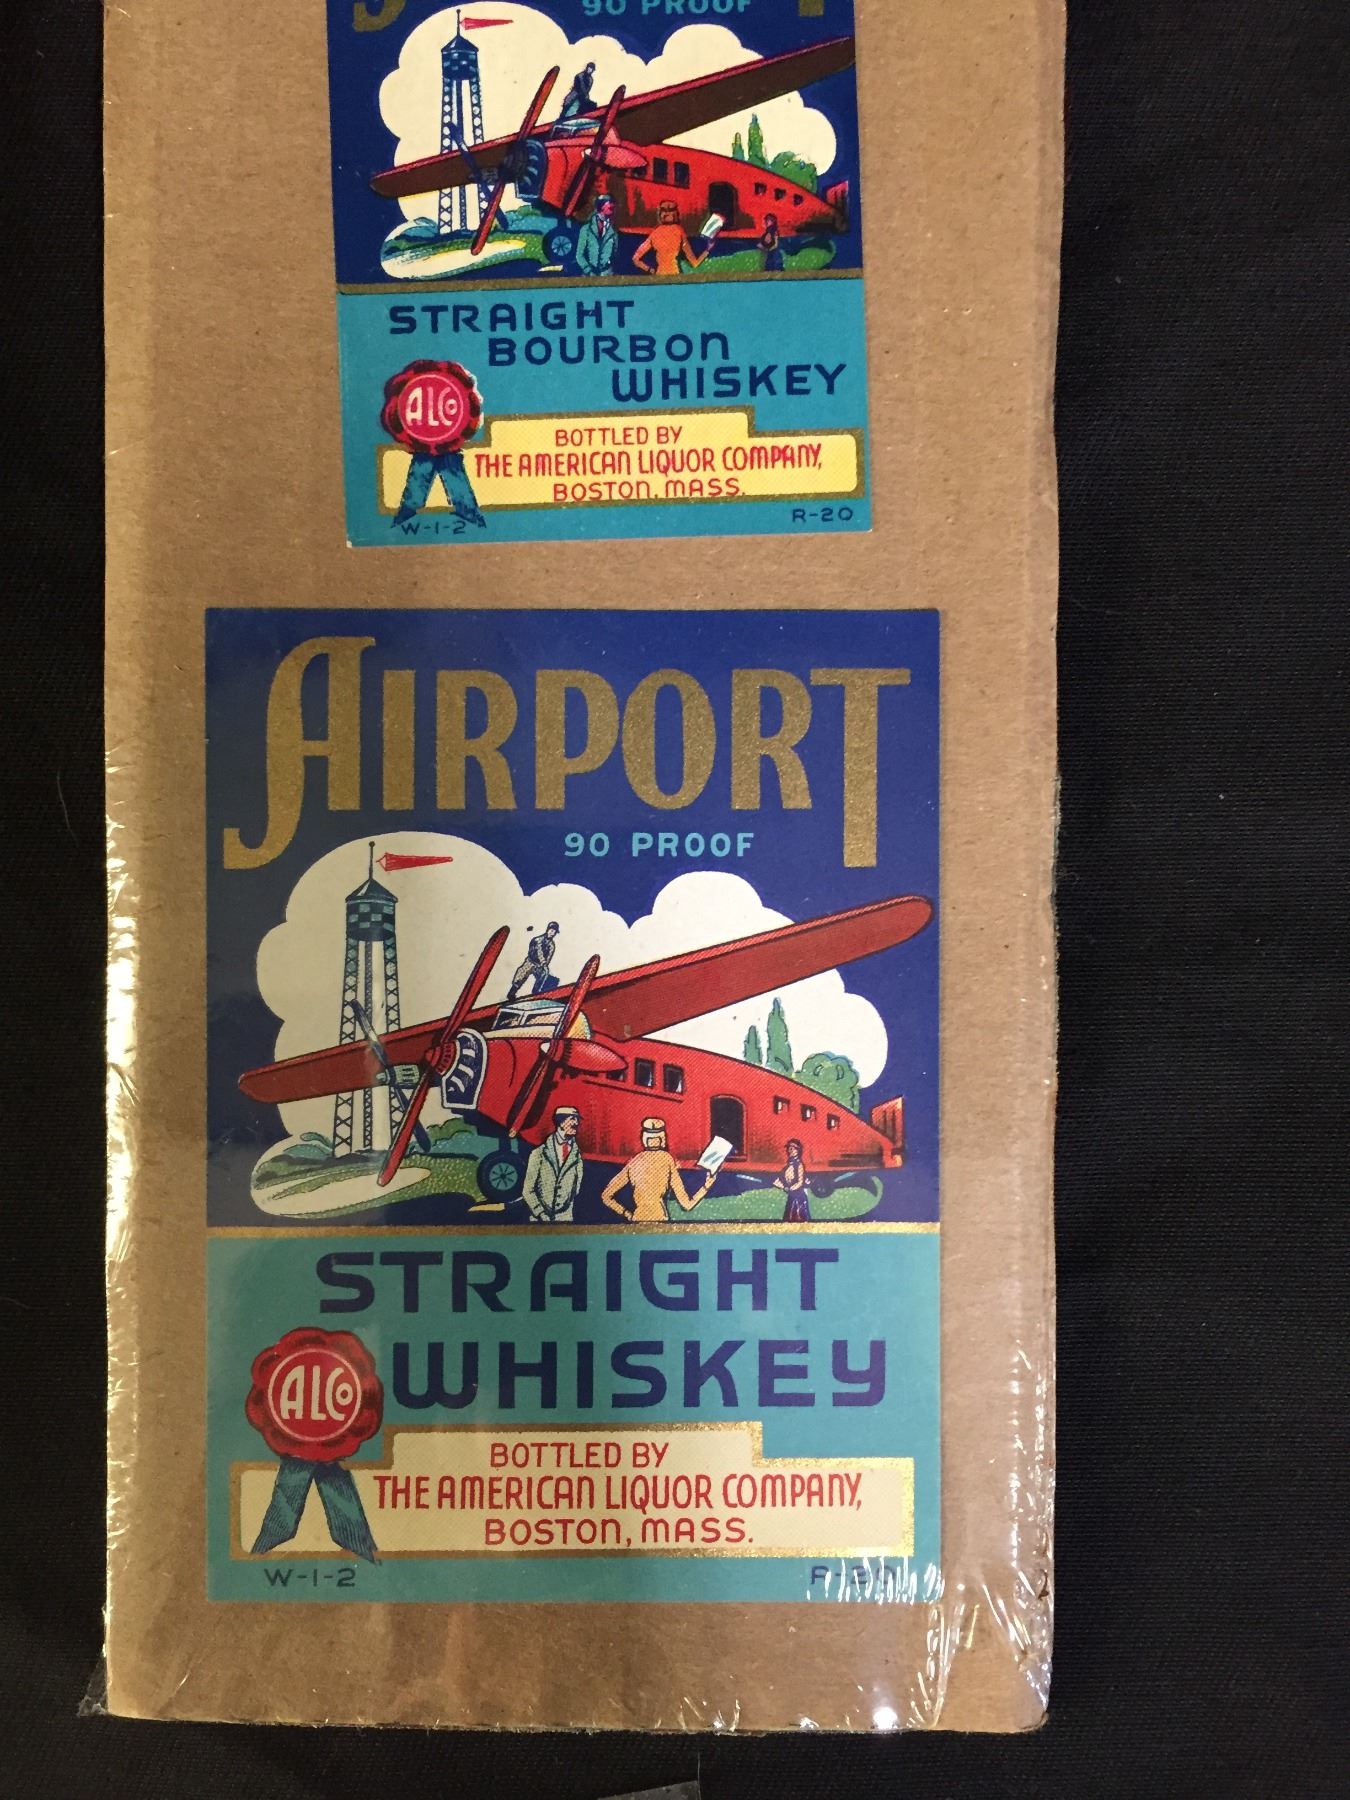 90 PROOF
STRAIGHT
BOURBON
WHISKEY
ALCO
BOTTLED BY
THE AMERICAN LIQUOR COMPANY,
BOSTON, MASS.
W-1-2 R-20
AIRPORT
90 PROOF
STRAIGHT
WHISKEY
ALCO
BOTTLED BY
THE AMERICAN LIQUOR COMPANY,
BOSTON, MASS.
W-1-2 R-20